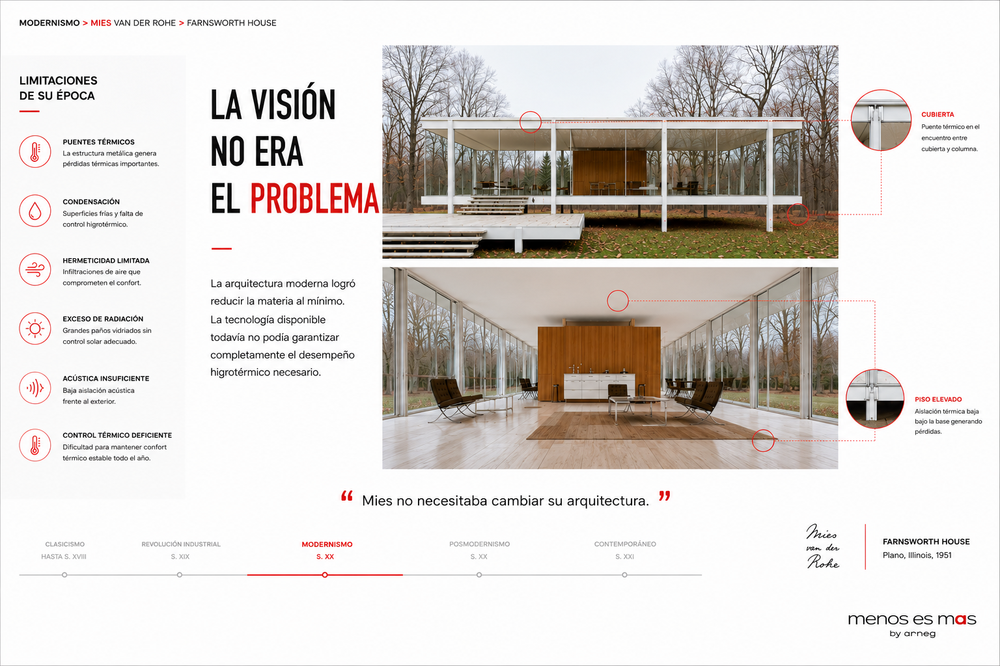 MODERNISMO > MIES VAN DER ROHE > FARNSWORTH HOUSE
LIMITACIONES
DE SU ÉPOCA
PUENTES TÉRMICOS
La estructura metálica genera
pérdidas térmicas importantes.
CONDENSACIÓN
Superficies frías y falta de
control higrotérmico.
HERMETICIDAD LIMITADA
Infiltraciones de aire que
comprometen el confort.
EXCESO DE RADIACIÓN
Grandes paños vidriados sin
control solar adecuado.
ACÚSTICA INSUFICIENTE
Baja aislación acústica
frente al exterior.
CONTROL TÉRMICO DEFICIENTE
Dificultad para mantener confort
térmico estable todo el año.
LA VISIÓN
NO ERA
EL PROBLEMA
La arquitectura moderna logró
reducir la materia al mínimo.
La tecnología disponible
todavía no podía garantizar
completamente el desempeño
higrotérmico necesario.
CUBIERTA
Puente térmico en el
encuentro entre
cubierta y columna.
PISO ELEVADO
Aislación térmica baja
bajo la base generando
pérdidas.
“ Mies no necesitaba cambiar su arquitectura. ”
CLASICISMO
HASTA S. XVIII
REVOLUCIÓN INDUSTRIAL
S. XIX
MODERNISMO
S. XX
POSMODERNISMO
S. XX
CONTEMPORÁNEO
S. XXI
Mies
van der
Rohe
FARNSWORTH HOUSE
Plano, Illinois, 1951
menos es mas
by arneg